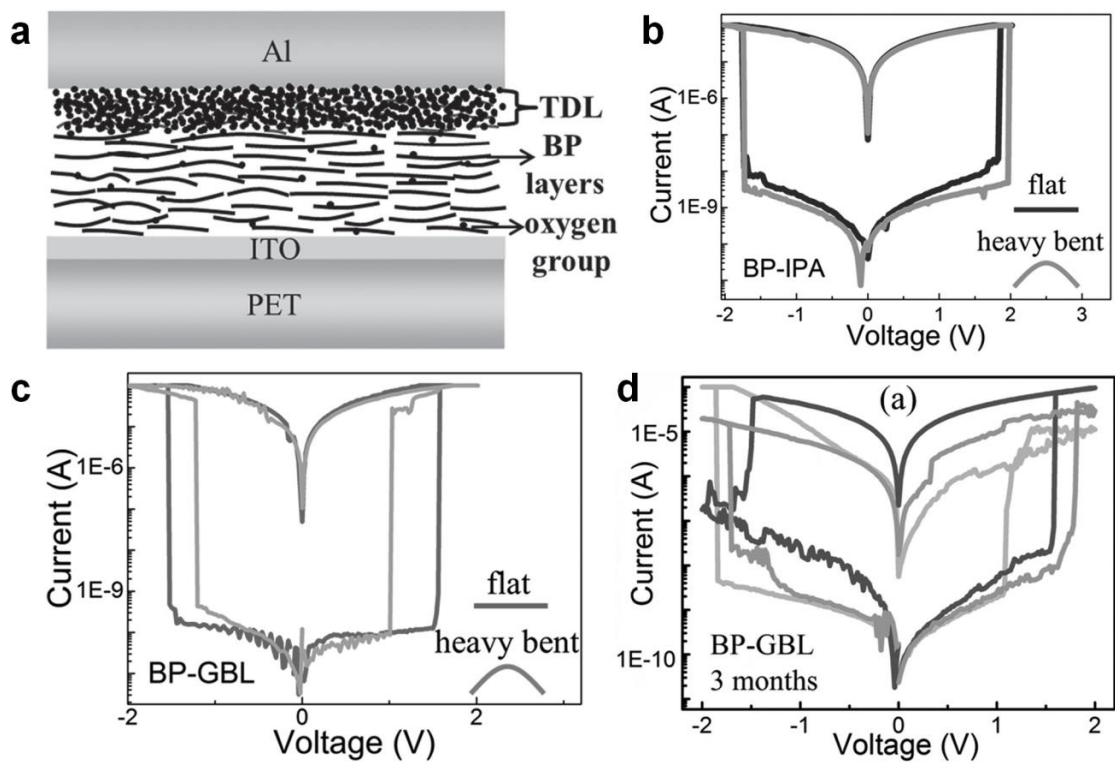 a
Al
TDL
BP
layers
oxygen
group
ITO
PET
b
Current (A)
1E-6
1E-9
flat
heavy bent
BP-IPA
-2
-1
0
1
2
3
Voltage (V)
c
Current (A)
1E-6
1E-9
flat
heavy bent
BP-GBL
-2
0
2
Voltage (V)
d
(a)
Current (A)
1E-5
1E-10
BP-GBL
3 months
-2
-1
0
1
2
Voltage (V)